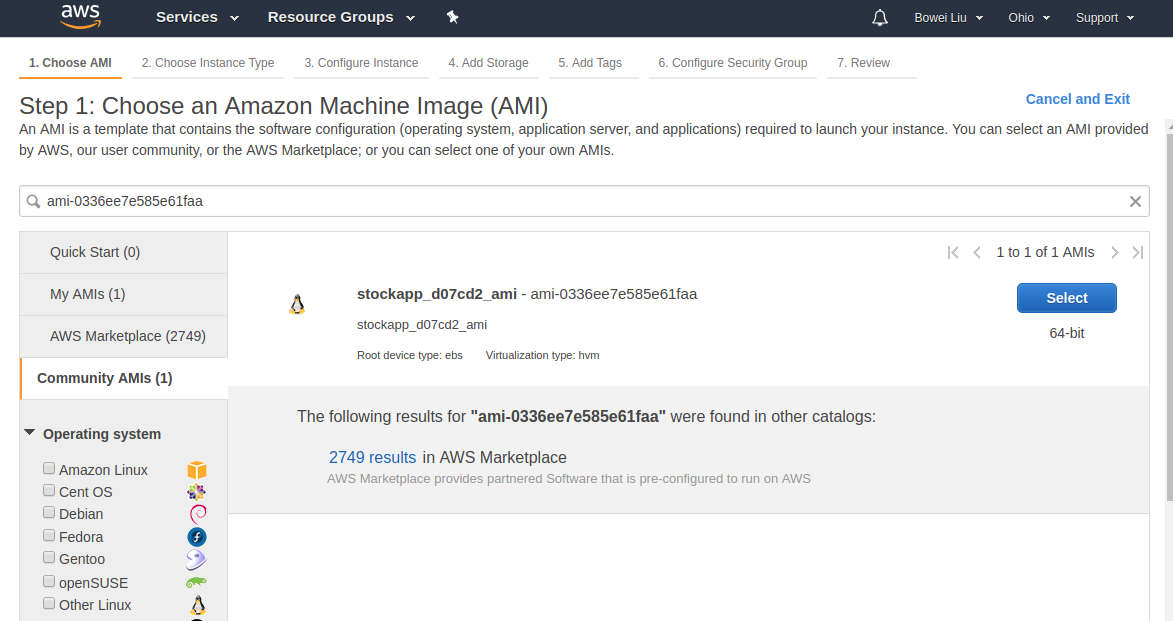 aws
Services Resource Groups Bowei Liu Ohio Support
1. Choose AMI 2. Choose Instance Type 3. Configure Instance 4. Add Storage 5. Add Tags 6. Configure Security Group 7. Review
Step 1: Choose an Amazon Machine Image (AMI)
Cancel and Exit
An AMI is a template that contains the software configuration (operating system, application server, and applications) required to launch your instance. You can select an AMI provided
by AWS, our user community, or the AWS Marketplace; or you can select one of your own AMIs.
ami-0336ee7e585e61faa
Quick Start (0)
My AMIs (1)
AWS Marketplace (2749)
Community AMIs (1)
Operating system
Amazon Linux
Cent OS
Debian
Fedora
Gentoo
openSUSE
Other Linux
1 to 1 of 1 AMIs
stockapp_d07cd2_ami - ami-0336ee7e585e61faa
stockapp_d07cd2_ami
Root device type: ebs Virtualization type: hvm
Select
64-bit
The following results for "ami-0336ee7e585e61faa" were found in other catalogs:
2749 results in AWS Marketplace
AWS Marketplace provides partnered Software that is pre-configured to run on AWS